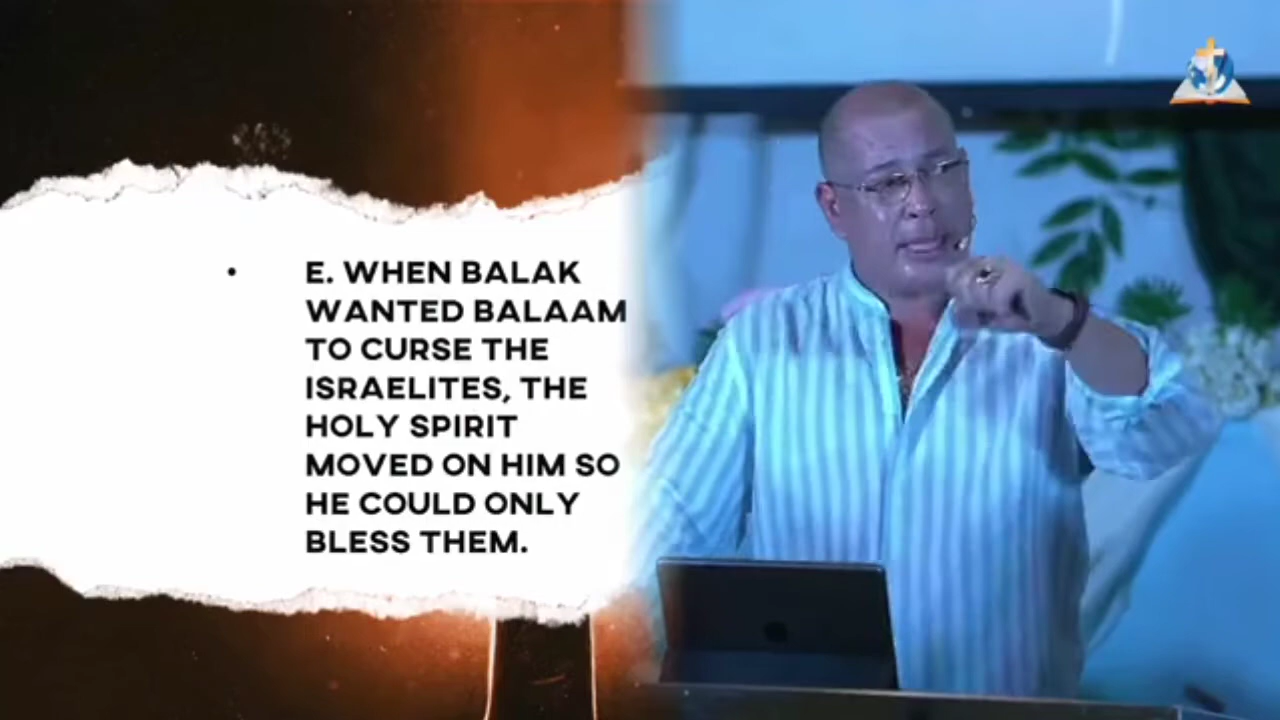 • E. WHEN BALAK
WANTED BALAAM
TO CURSE THE
ISRAELITES, THE
HOLY SPIRIT
MOVED ON HIM SO
HE COULD ONLY
BLESS THEM.